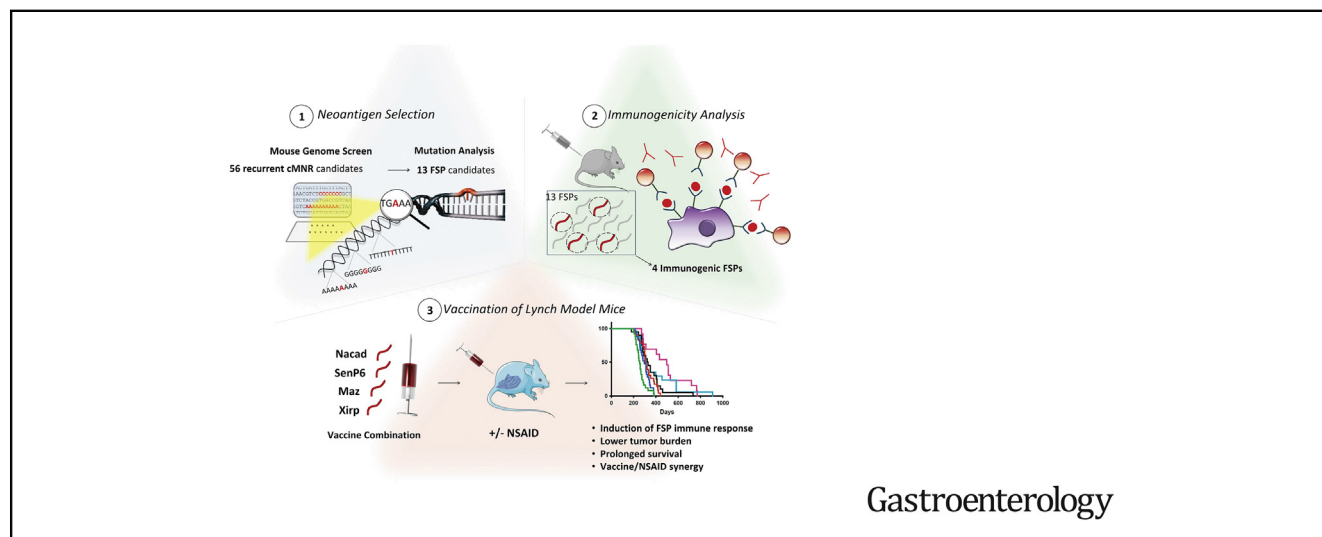 1 Neoantigen Selection
Mouse Genome Screen
56 recurrent cMNR candidates
Mutation Analysis
13 FSP candidates
TGAAA
GGGGGGGG
AAAAAAAA
2 Immunogenicity Analysis
13 FSPs
4 Immunogenic FSPs
3 Vaccination of Lynch Model Mice
Nacad
SenP6
Maz
Xirp
Vaccine Combination
+/- NSAID
100
50
0
0 200 400 600 800 1000
Days
• Induction of FSP immune response
• Lower tumor burden
• Prolonged survival
• Vaccine/NSAID synergy
Gastroenterology